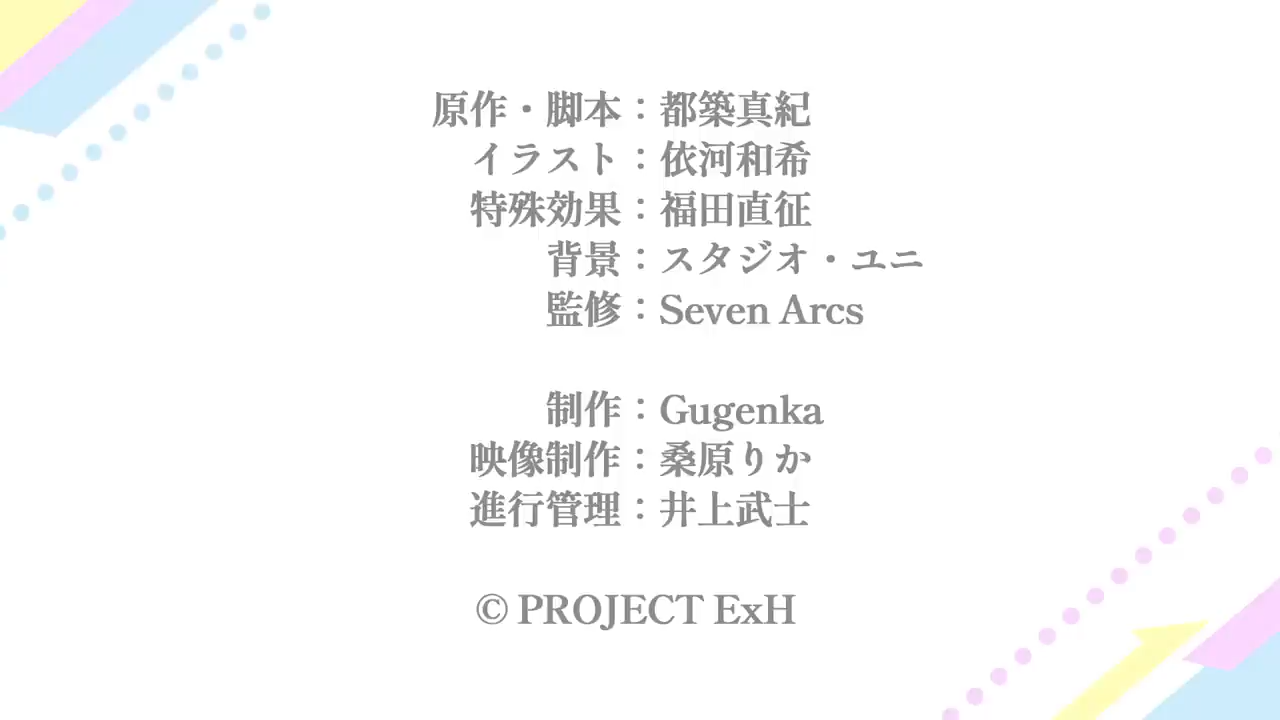 原作・脚本：都築真紀
イラスト：依河和希
特殊効果：福田直征
背景：スタジオ・ユニ
監修：Seven Arcs
制作：Gugenka
映像制作：桑原りか
進行管理：井上武士
© PROJECT ExH